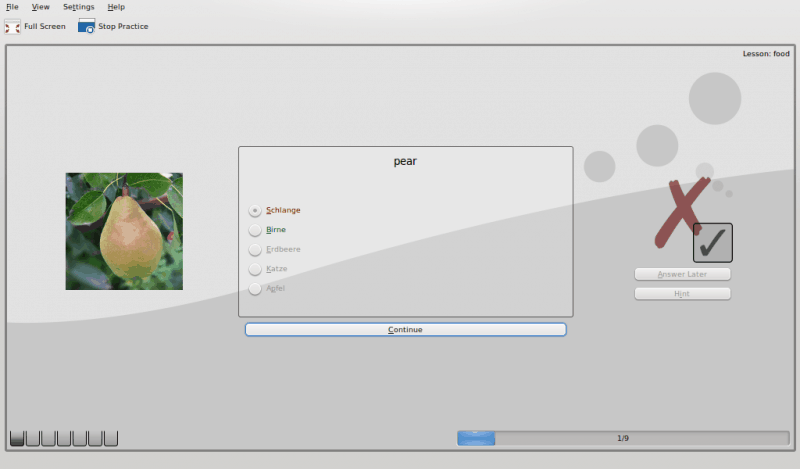 File View Settings Help
Full Screen Stop Practice
Lesson: food
pear
Schlange
Birne
Erdbeere
Katze
Apfel
Answer Later
Hint
Continue
1/9